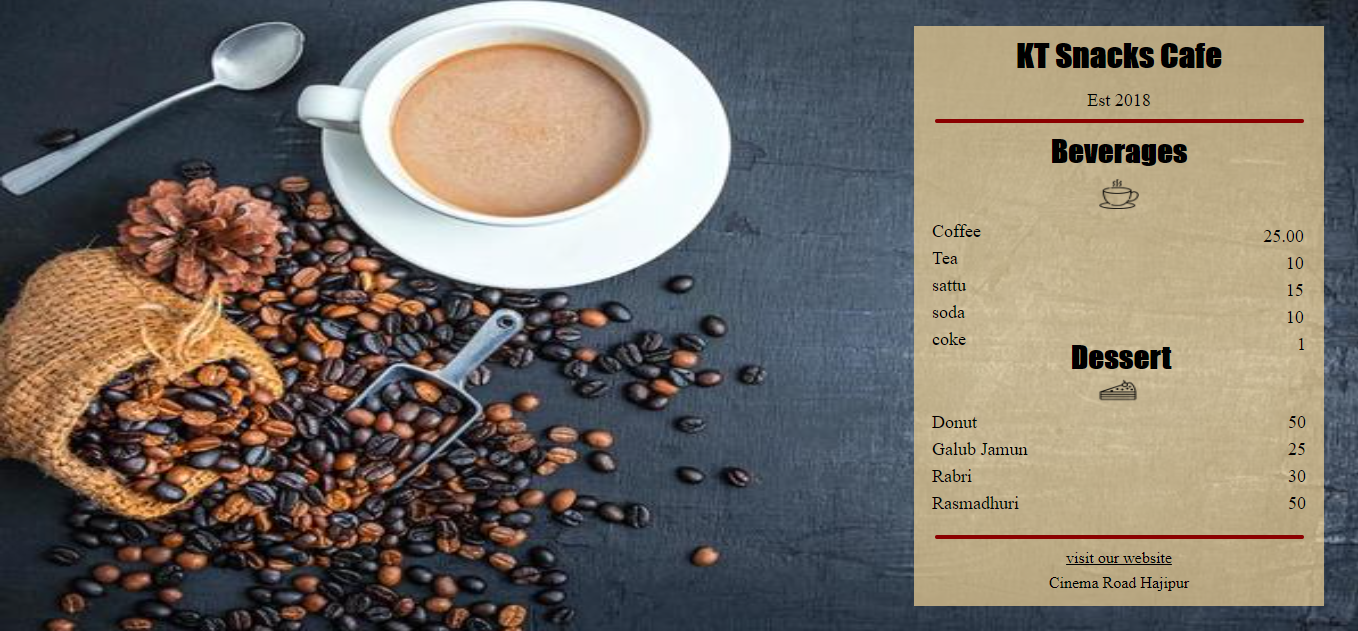 KT Snacks Cafe
Est 2018
Beverages
Coffee 25.00
Tea 10
sattu 15
soda 10
coke 1
Dessert
Donut 50
Galub Jamun 25
Rabri 30
Rasmadhuri 50
visit our website
Cinema Road Hajipur